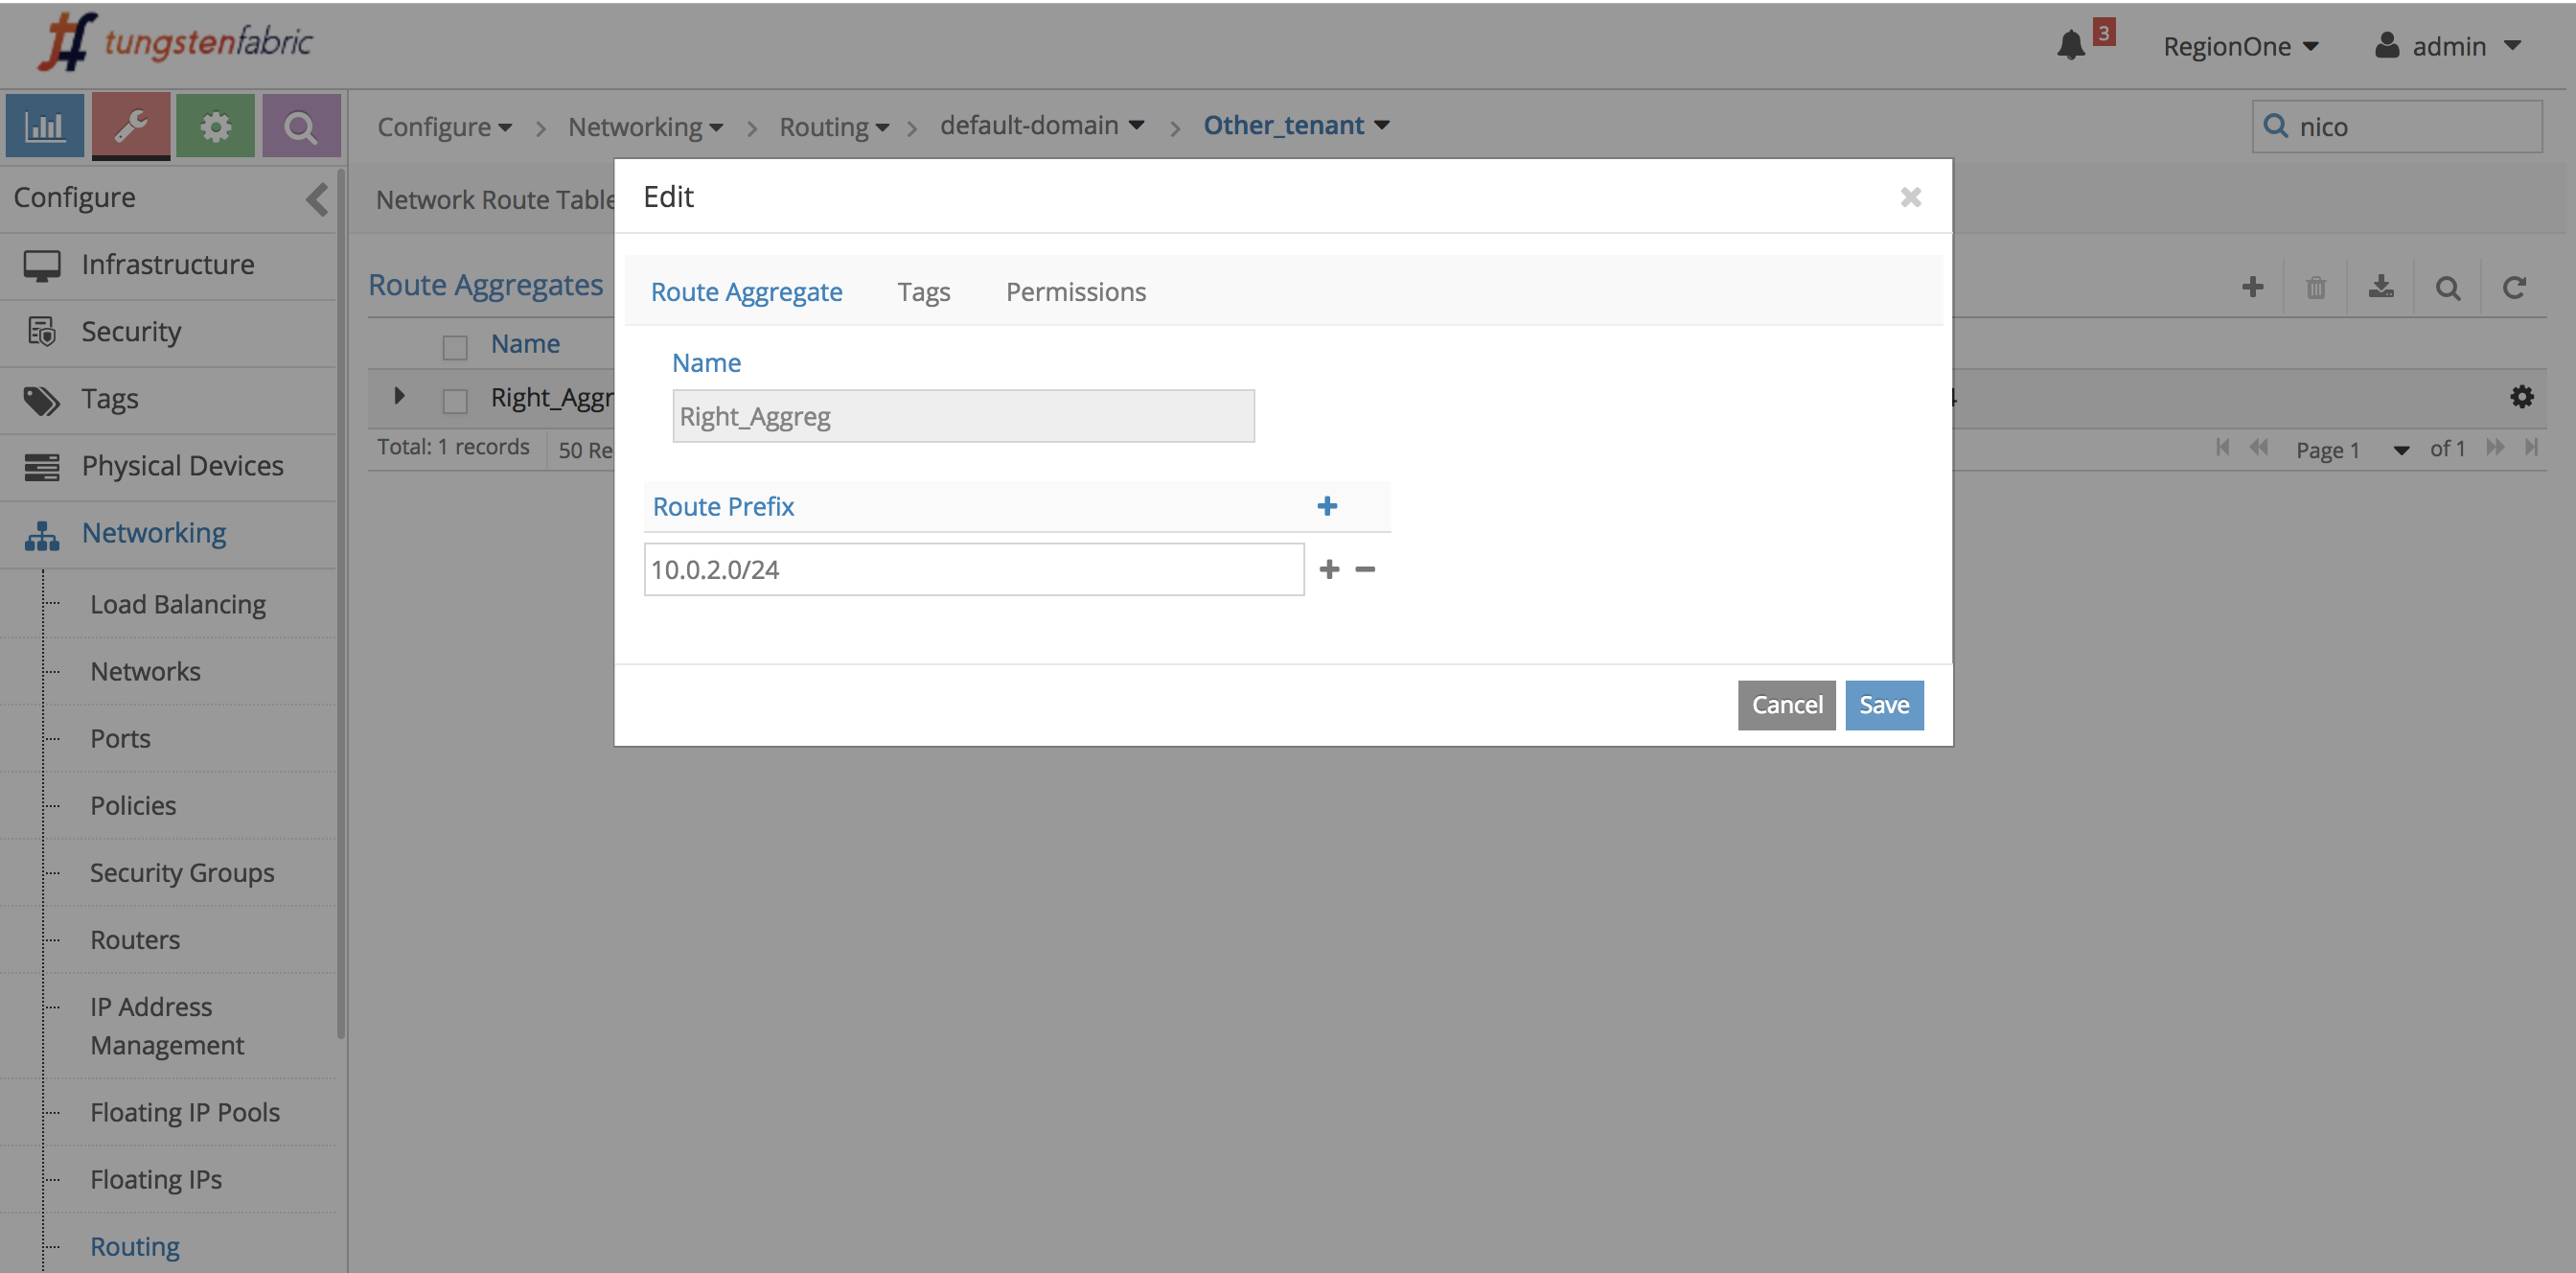 tungstenfabric
3
RegionOne
admin
Configure
Networking
Routing
default-domain
Other_tenant
nico
Configure
Infrastructure
Security
Tags
Physical Devices
Networking
Load Balancing
Networks
Ports
Policies
Security Groups
Routers
IP Address
Management
Floating IP Pools
Floating IPs
Routing
Network Route Table
Route Aggregates
Name
Right_Aggr
Total: 1 records
50 Re
Page 1
of 1
Edit
Route Aggregate
Tags
Permissions
Name
Right_Aggreg
Route Prefix
10.0.2.0/24
Cancel
Save